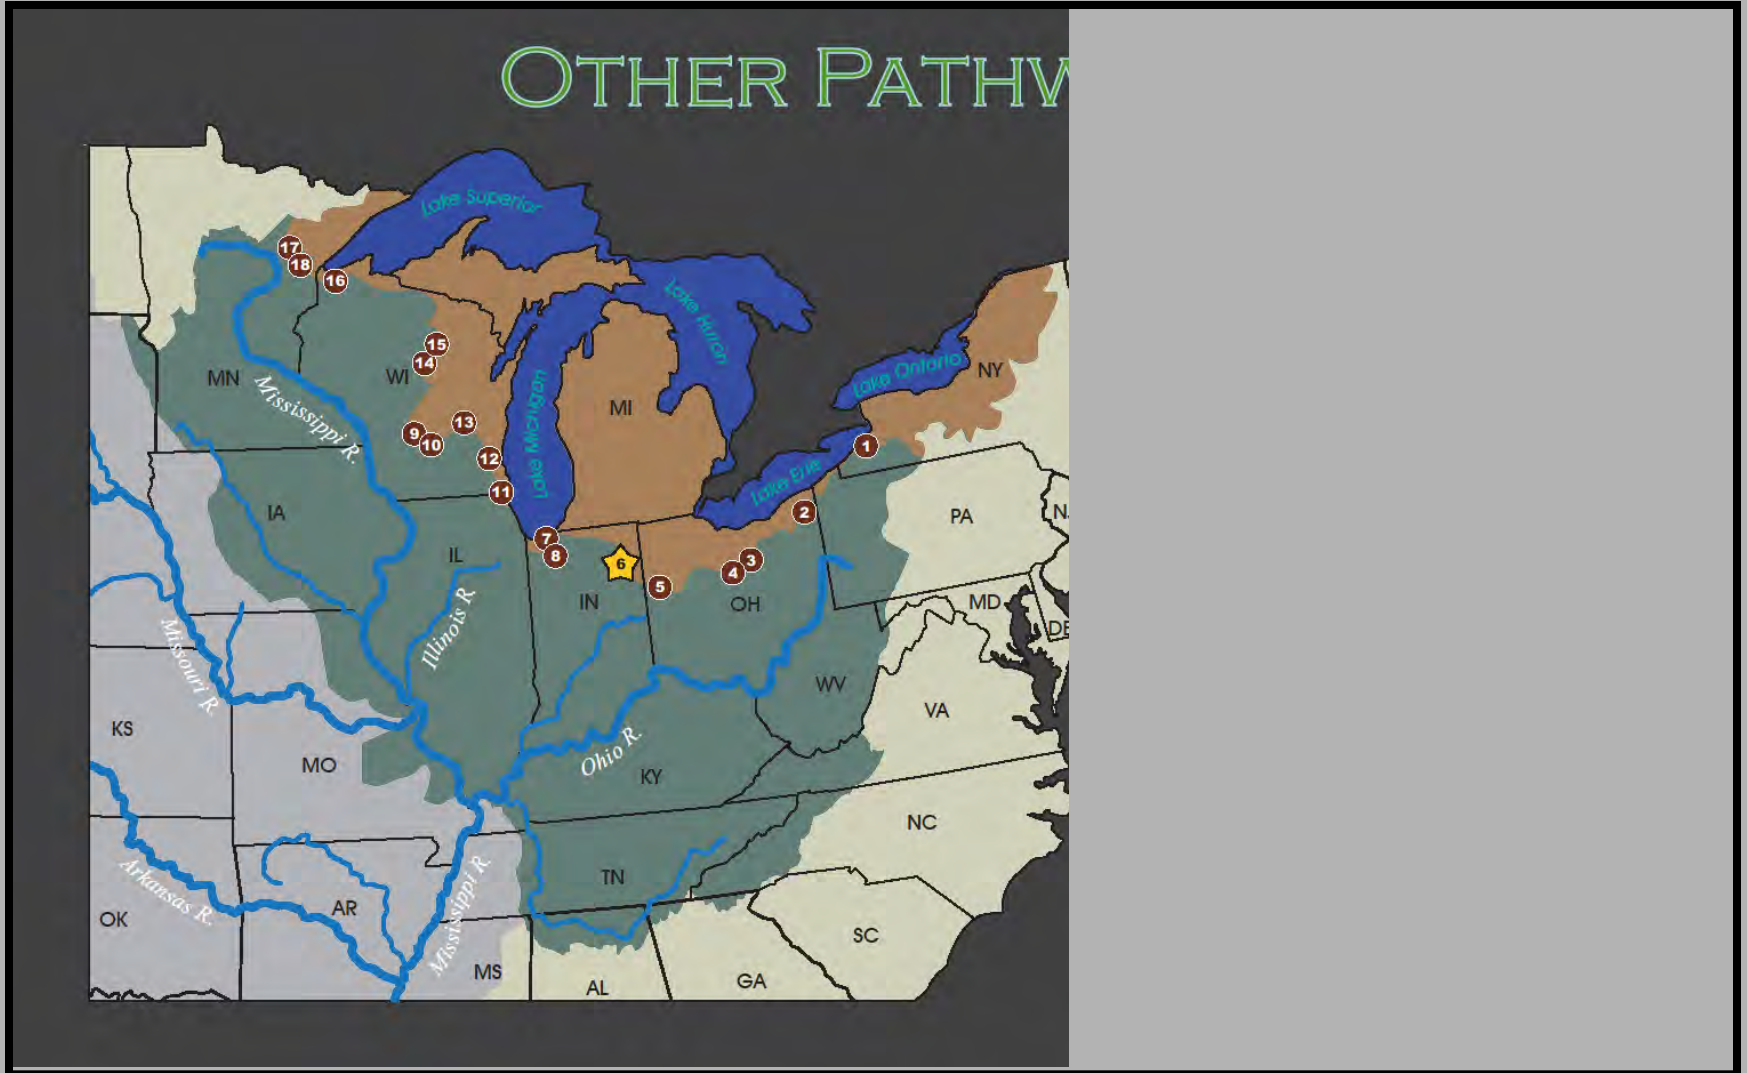 OTHER PATHW
Lake Superior
17
18
16
Lake Huron
15
14
MN
WI
Mississippi R.
Lake Michigan
MI
Lake Ontario
NY
13
9
10
12
1
Lake Erie
11
2
IA
PA
N
7
8
IL
6
3
4
5
IN
OH
MD
DE
Illinois R.
Missouri R.
WV
VA
KS
MO
Ohio R.
KY
NC
TN
Arkansas R.
AR
Mississippi R.
OK
SC
MS
AL
GA